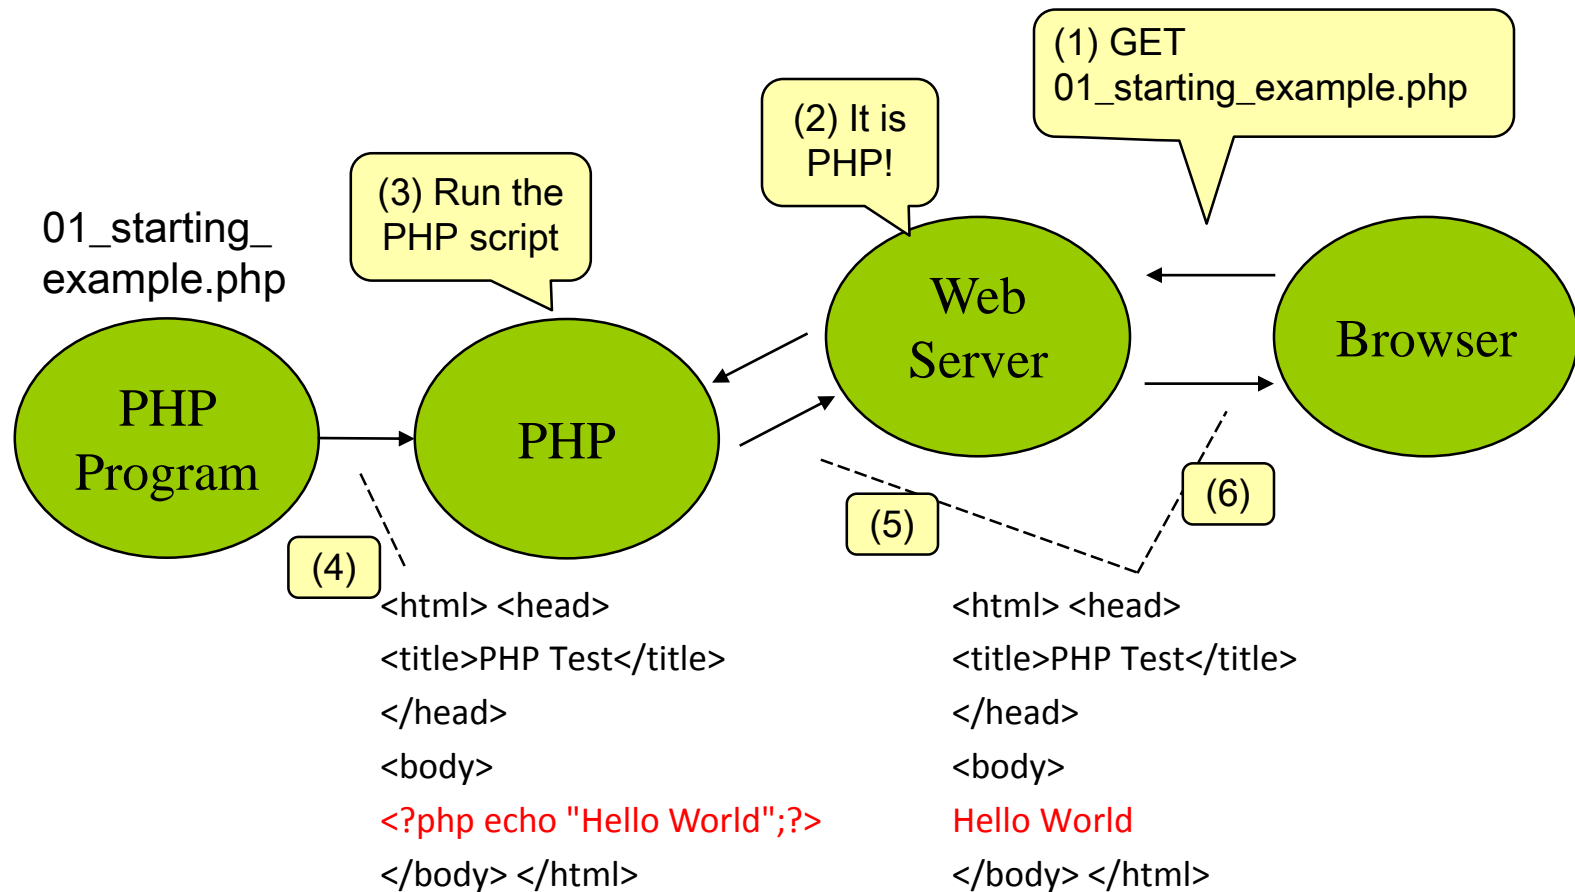 (1) GET
01_starting_example.php
(2) It is
PHP!
(3) Run the
PHP script
01_starting_
example.php
PHP
Program
PHP
Web
Server
Browser
(4)
(5)
(6)
<html> <head>
<title>PHP Test</title>
</head>
<body>
<?php echo "Hello World";?>
</body> </html>
<html> <head>
<title>PHP Test</title>
</head>
<body>
Hello World
</body> </html>